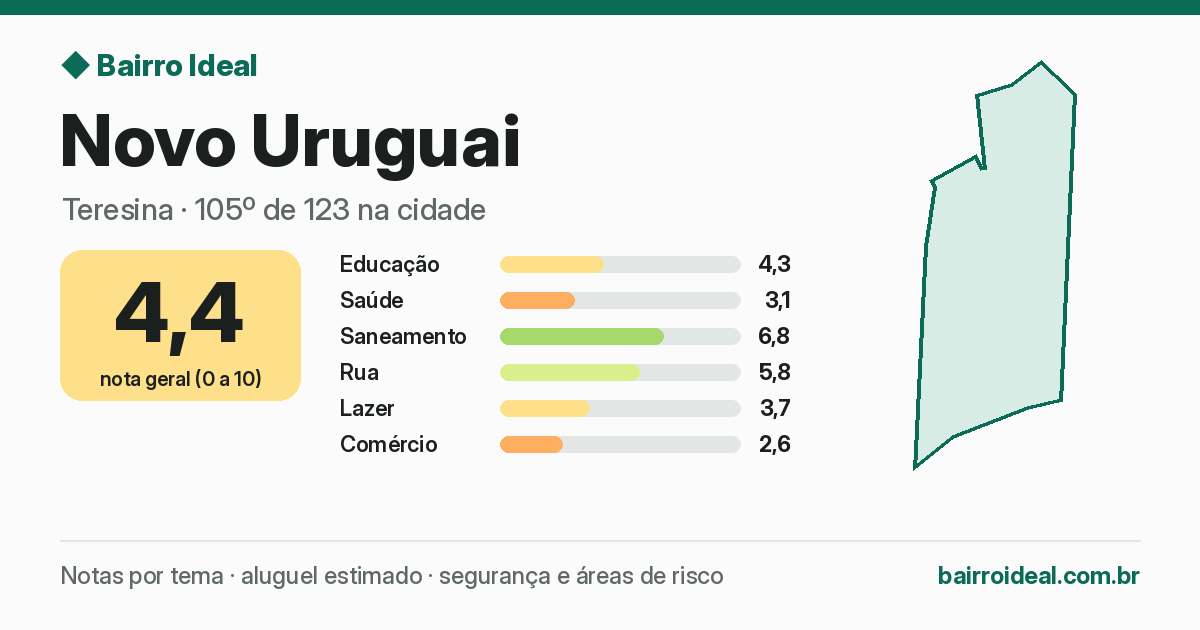 Bairro Ideal
Novo Uruguai
Teresina · 105º de 123 na cidade
4,4
nota geral (0 a 10)
Educação 4,3
Saúde 3,1
Saneamento 6,8
Rua 5,8
Lazer 3,7
Comércio 2,6
Notas por tema · aluguel estimado · segurança e áreas de risco
bairroideal.com.br